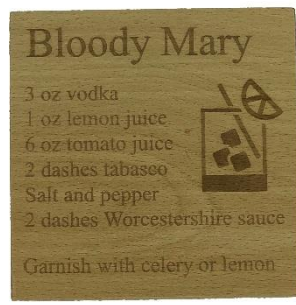 Bloody Mary
3 oz vodka
1 oz lemon juice
6 oz tomato juice
2 dashes tabasco
Salt and pepper
2 dashes Worcestershire sauce
Garnish with celery or lemon